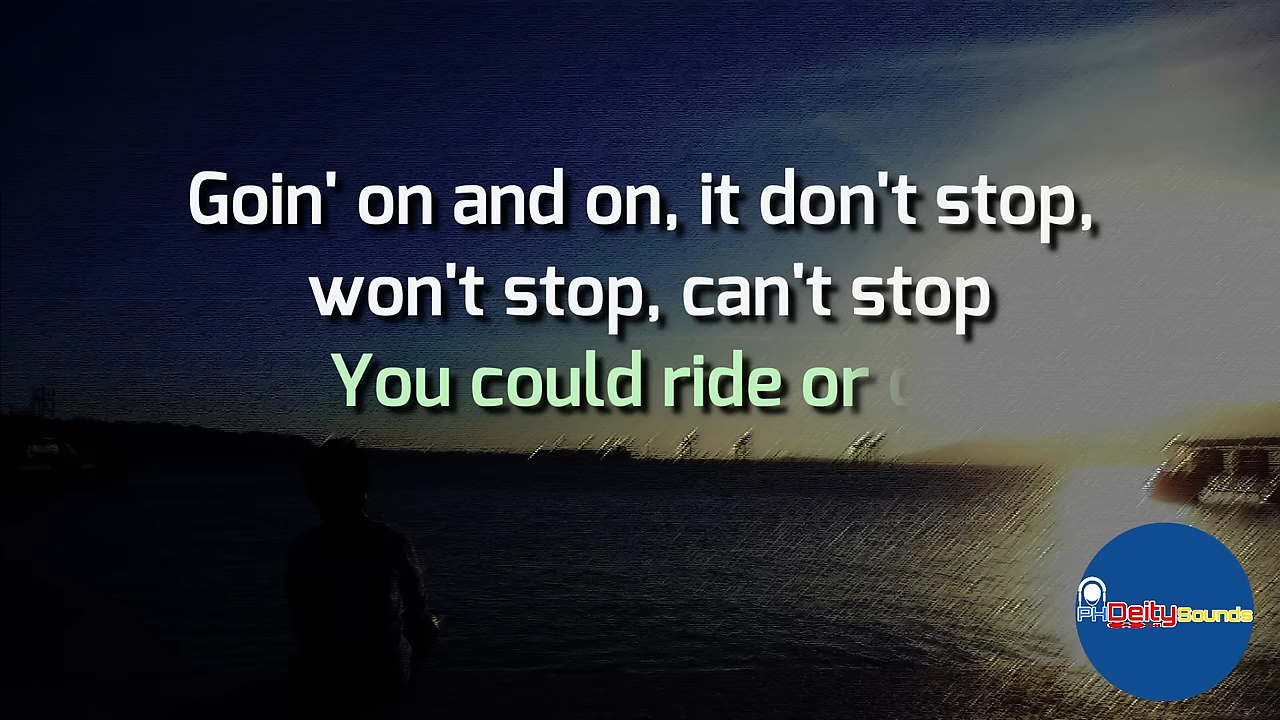 Goin' on and on, it don't stop,
won't stop, can't stop
You could ride or
PHDeitySounds